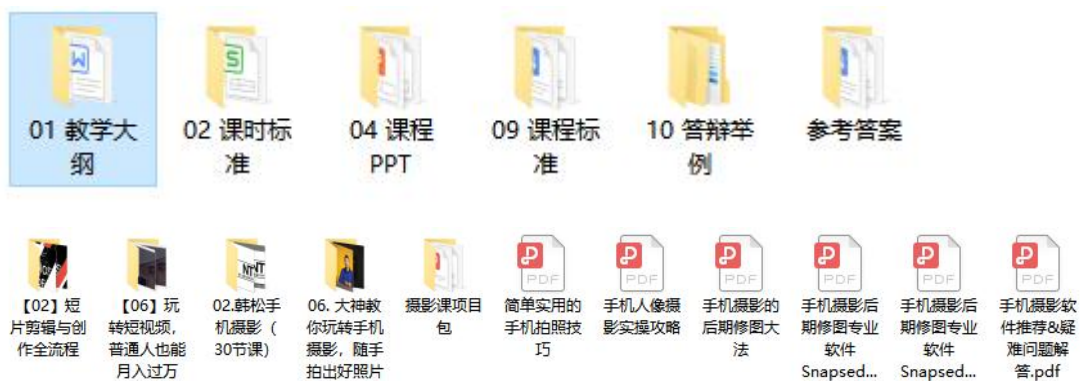 01 教学大
纲
02 课时标
准
04 课程
PPT
09 课程标
准
10 答辩举
例
参考答案
【02】短
片剪辑与创
作全流程
【06】玩
转短视频,
普通人也能
月入过万
02.韩松手
机摄影（
30节课）
06. 大神教
你玩转手机
摄影，随手
拍出好照片
摄影课项目
包
PDF
简单实用的
手机拍照技
巧
PDF
手机人像摄
影实操攻略
PDF
手机摄影的
后期修图大
法
PDF
手机摄影后
期修图专业
软件
Snapsed...
PDF
手机摄影后
期修图专业
软件
Snapsed...
PDF
手机摄影软
件推荐&疑
难问题解
答.pdf